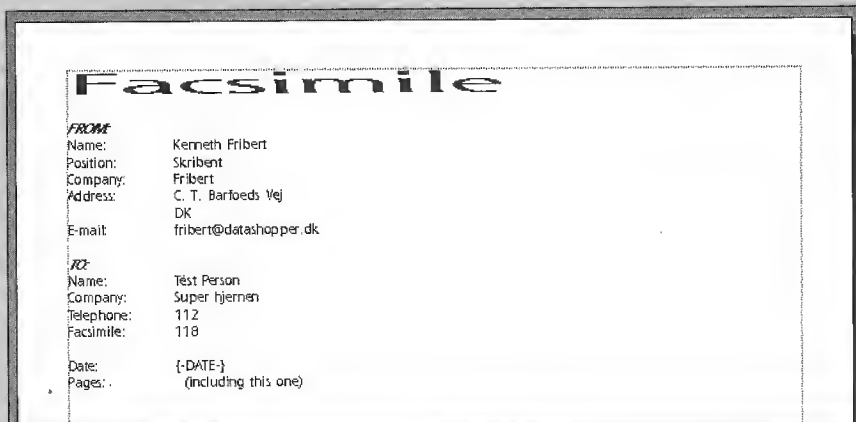 Facsimile
FROM:
Name: Kenneth Fribert
Position: Skribent
Company: Fribert
Address: C. T. Barfoeds Vej
DK
E-mail: fribert@datashopper.dk
TO:
Name: Test Person
Company: Super hjernen
Telephone: 112
Facsimile: 118
Date: {-DATE-}
Pages: (including this one)